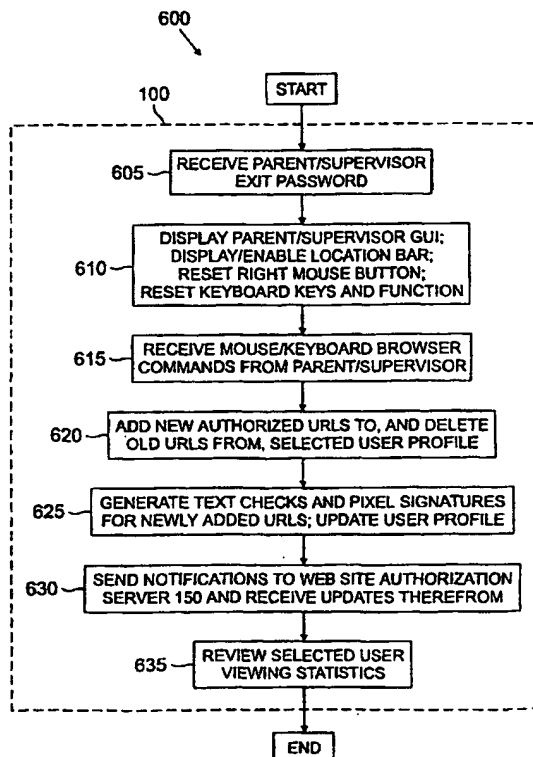 600
START
100
605
RECEIVE PARENT/SUPERVISOR
EXIT PASSWORD
610
DISPLAY PARENT/SUPERVISOR GUI;
DISPLAY/ENABLE LOCATION BAR;
RESET RIGHT MOUSE BUTTON;
RESET KEYBOARD KEYS AND FUNCTION
615
RECEIVE MOUSE/KEYBOARD BROWSER
COMMANDS FROM PARENT/SUPERVISOR
620
ADD NEW AUTHORIZED URLS TO, AND DELETE
OLD URLS FROM, SELECTED USER PROFILE
625
GENERATE TEXT CHECKS AND PIXEL SIGNATURES
FOR NEWLY ADDED URLS; UPDATE USER PROFILE
630
SEND NOTIFICATIONS TO WEB SITE AUTHORIZATION
SERVER 150 AND RECEIVE UPDATES THEREFROM
635
REVIEW SELECTED USER
VIEWING STATISTICS
END